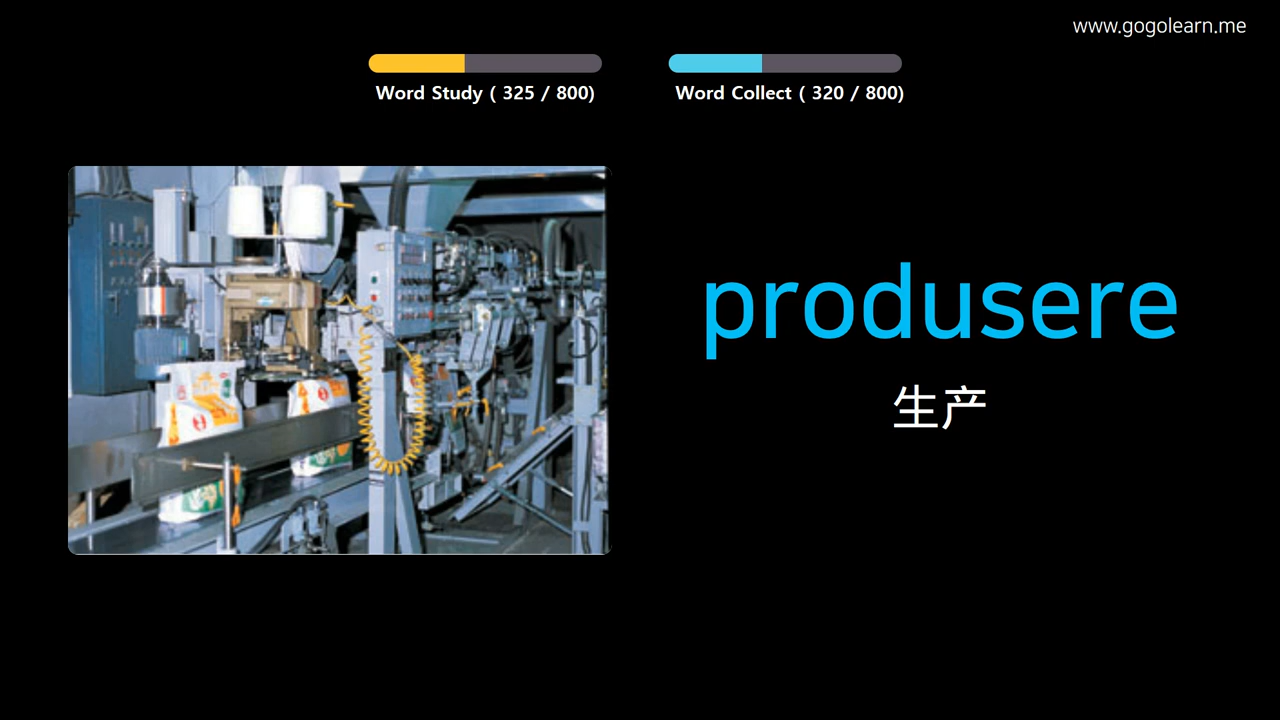 www.gogolearn.me
Word Study ( 325 / 800)
Word Collect ( 320 / 800)
produsere
生产